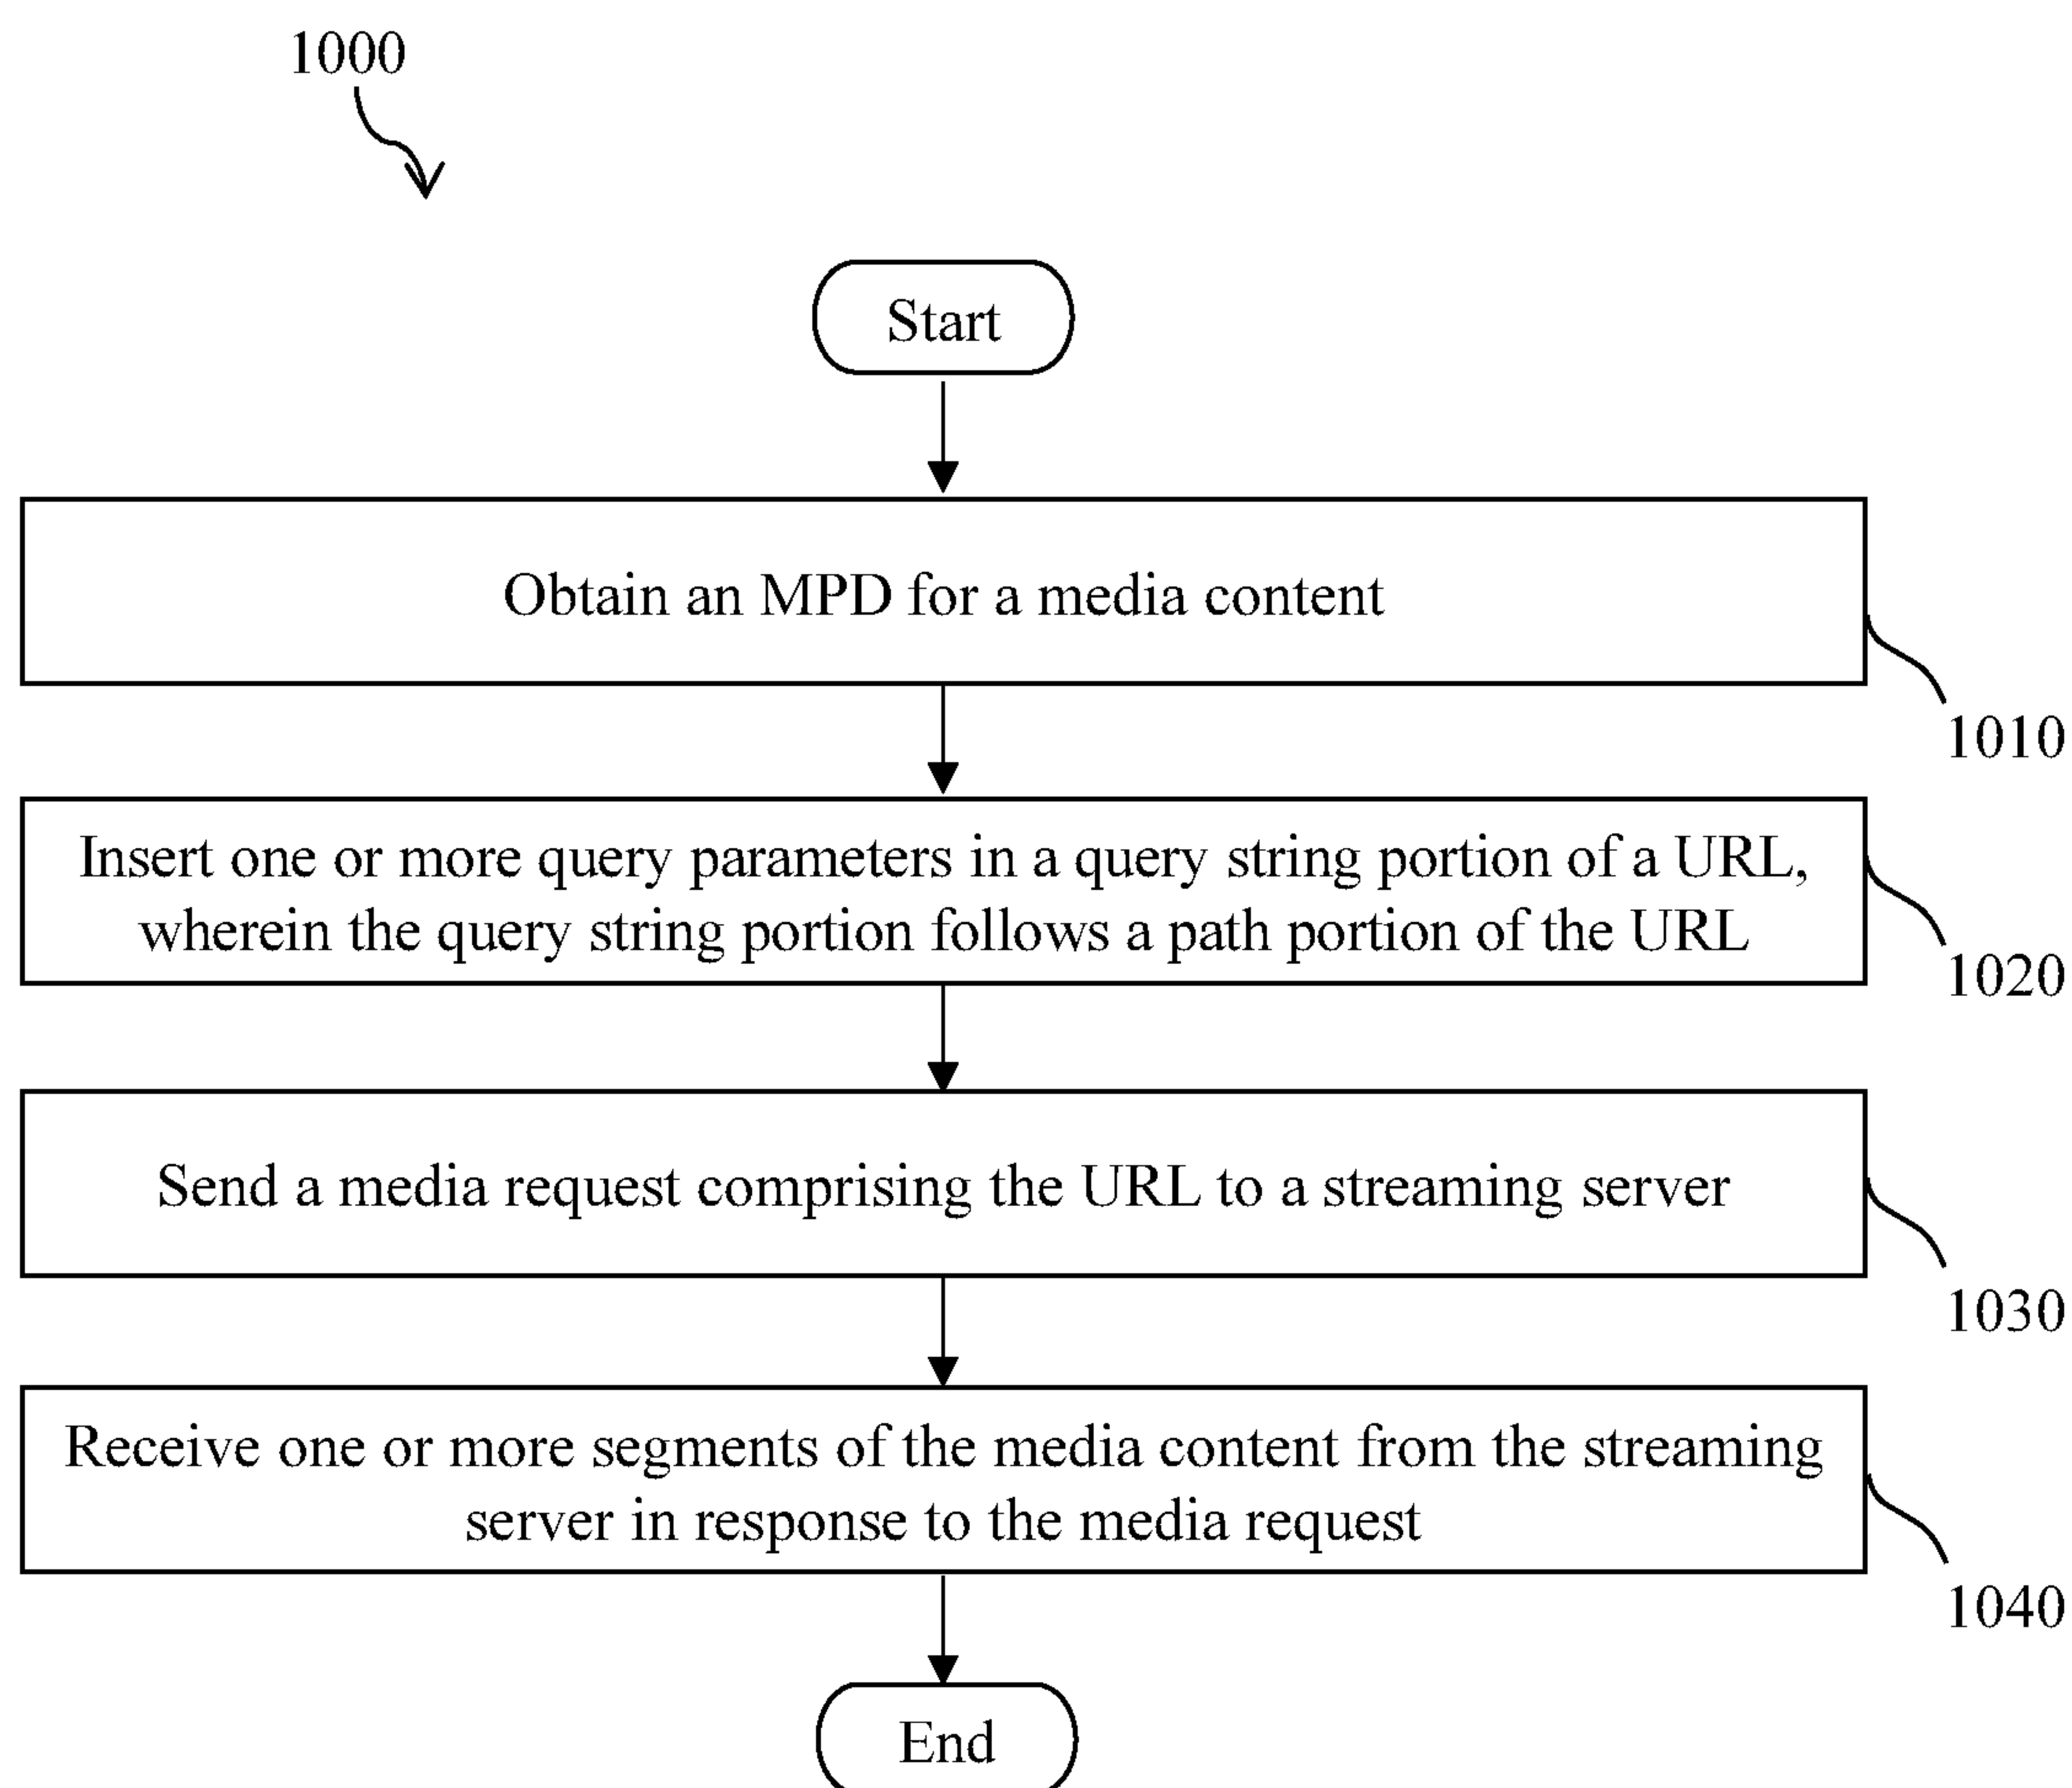 1000
Start
Obtain an MPD for a media content
1010
Insert one or more query parameters in a query string portion of a URL,
wherein the query string portion follows a path portion of the URL
1020
Send a media request comprising the URL to a streaming server
1030
Receive one or more segments of the media content from the streaming
server in response to the media request
1040
End